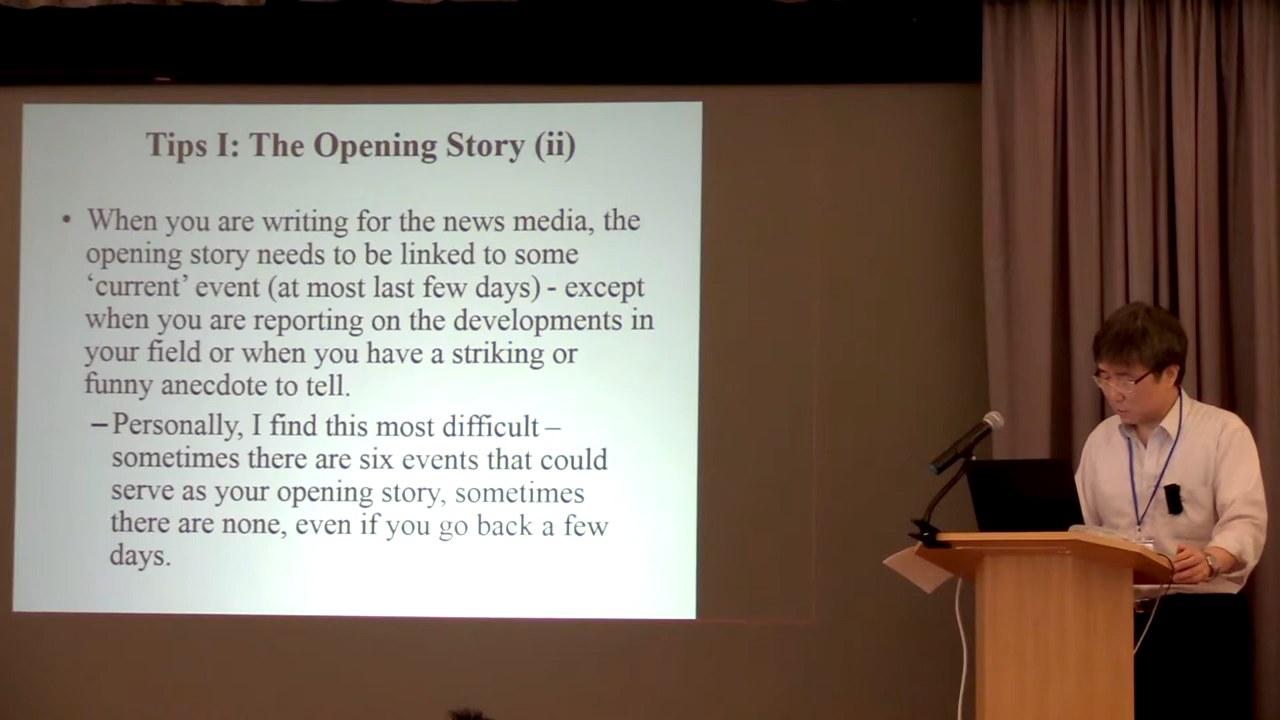 Tips I: The Opening Story (ii)
• When you are writing for the news media, the
opening story needs to be linked to some
‘current’ event (at most last few days) - except
when you are reporting on the developments in
your field or when you have a striking or
funny anecdote to tell.
–Personally, I find this most difficult –
sometimes there are six events that could
serve as your opening story, sometimes
there are none, even if you go back a few
days.